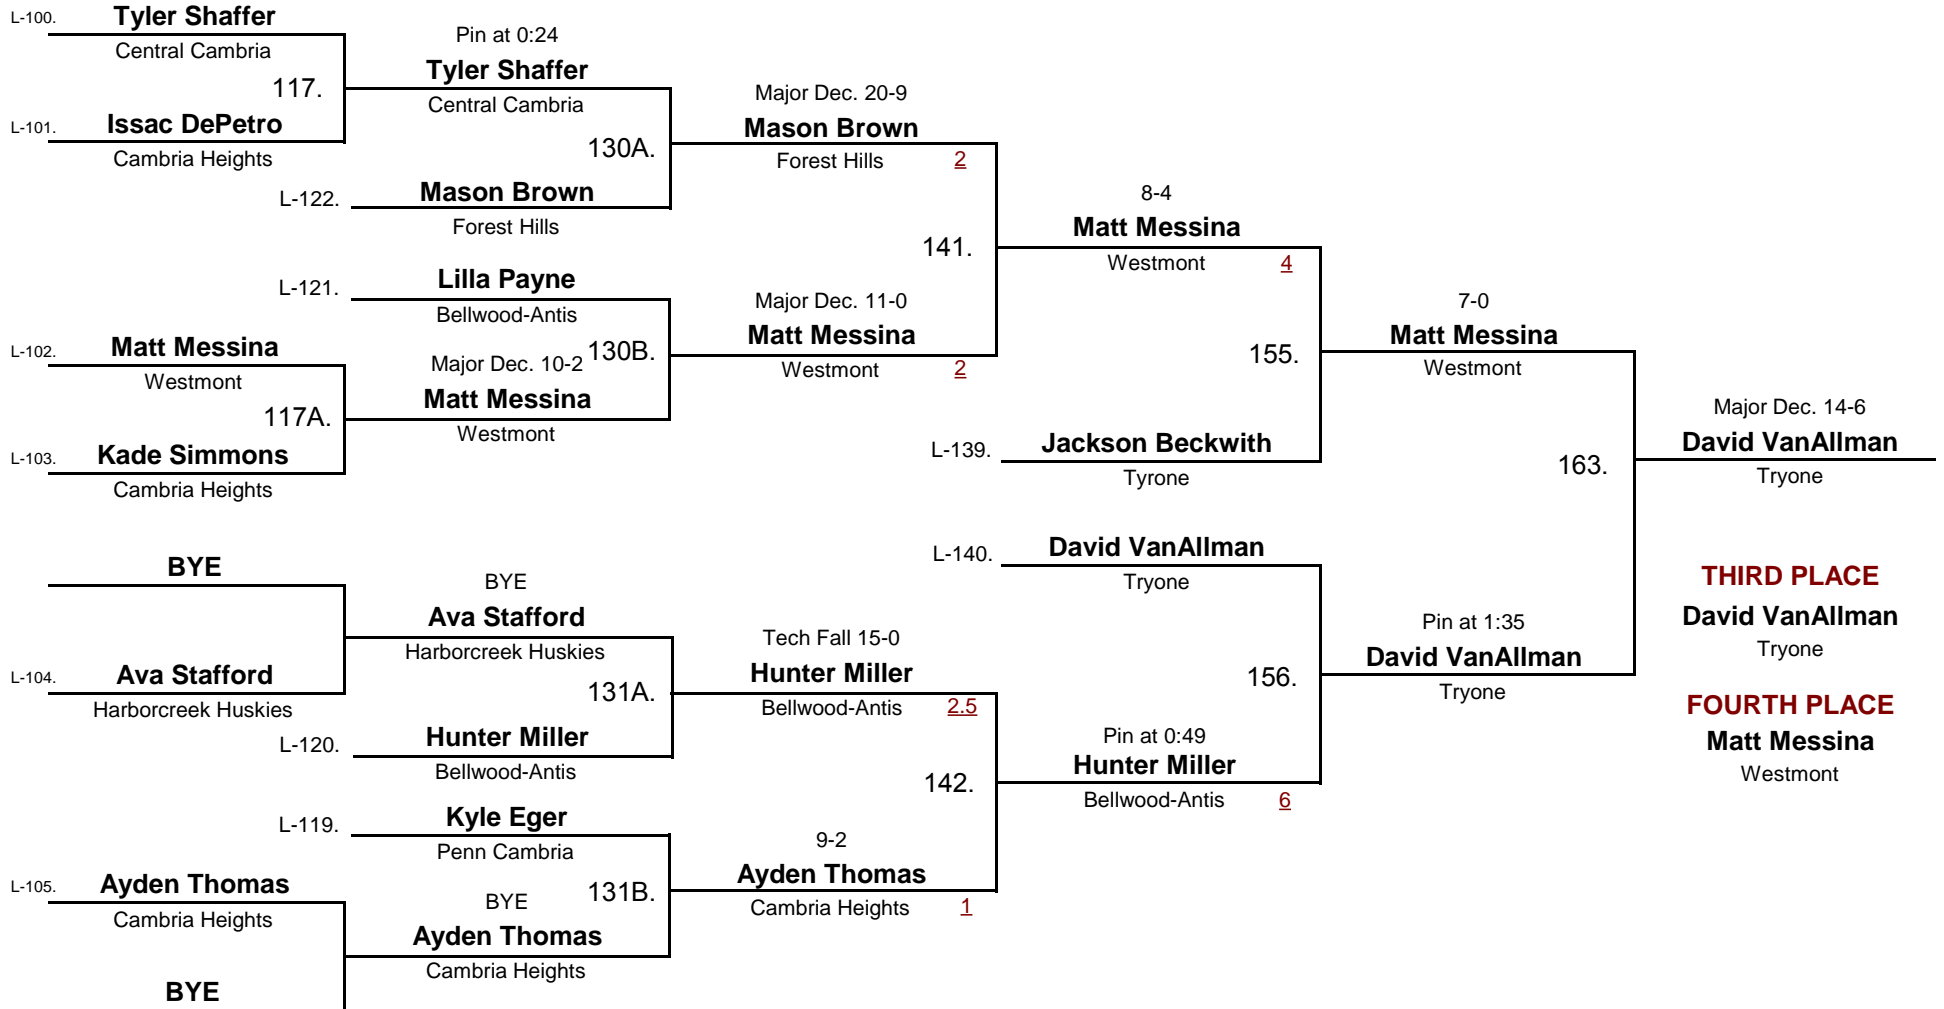 L-100. Tyler Shaffer
Central Cambria
117.
L-101. Issac DePetro
Cambria Heights
Pin at 0:24
Tyler Shaffer
Central Cambria
130A.
L-122. Mason Brown
Forest Hills
Major Dec. 20-9
Mason Brown
Forest Hills 2
L-121. Lilla Payne
Bellwood-Antis
130B.
L-102. Matt Messina
Westmont
117A.
L-103. Kade Simmons
Cambria Heights
Major Dec. 10-2
Matt Messina
Westmont
Major Dec. 11-0
Matt Messina
Westmont 2
141.
8-4
Matt Messina
Westmont 4
155.
L-139. Jackson Beckwith
Tyrone
7-0
Matt Messina
Westmont
163.
Major Dec. 14-6
David VanAllman
Tryone
BYE
L-104. Ava Stafford
Harborcreek Huskies
BYE
Ava Stafford
Harborcreek Huskies
131A.
L-120. Hunter Miller
Bellwood-Antis
Tech Fall 15-0
Hunter Miller
Bellwood-Antis 2.5
L-119. Kyle Eger
Penn Cambria
131B.
L-105. Ayden Thomas
Cambria Heights
BYE
BYE
Ayden Thomas
Cambria Heights
9-2
Ayden Thomas
Cambria Heights 1
142.
L-140. David VanAllman
Tryone
156.
Pin at 0:49
Hunter Miller
Bellwood-Antis 6
Pin at 1:35
David VanAllman
Tryone
THIRD PLACE
David VanAllman
Tryone
FOURTH PLACE
Matt Messina
Westmont